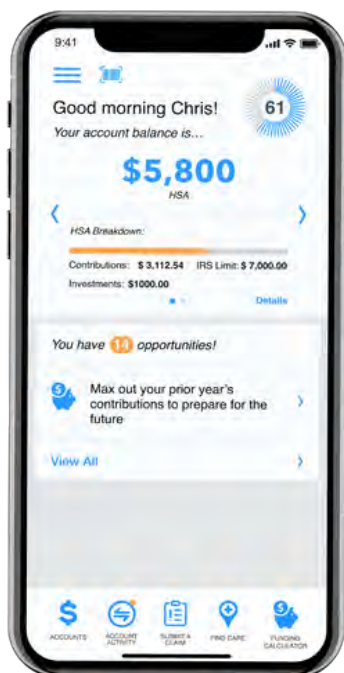 9:41
Good morning Chris!
61
Your account balance is...
$5,800
HSA
HSA Breakdown:
Contributions: $ 3,112.54 IRS Limit: $ 7,000.00
Investments: $1000.00
Details
You have 14 opportunities!
Max out your prior year's
contributions to prepare for the
future
View All
ACCOUNTS
ACCOUNT
ACTIVITY
SUBMIT A
CLAIM
FIND CARE
FUNDING
CALCULATOR